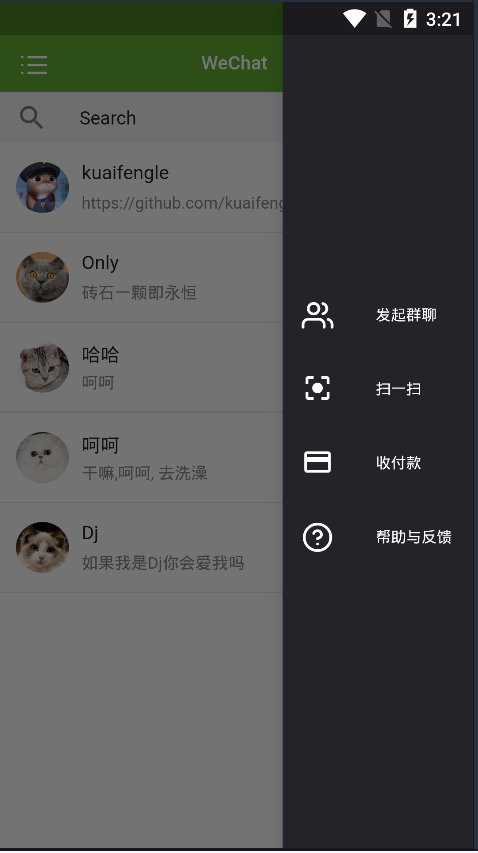 3:21
WeChat
Search
kuaifengle
https://github.com/kuaifeng
Only
砖石一颗即永恒
哈哈
呵呵
呵呵
干嘛,呵呵, 去洗澡
Dj
如果我是Dj你会爱我吗
发起群聊
扫一扫
收付款
帮助与反馈